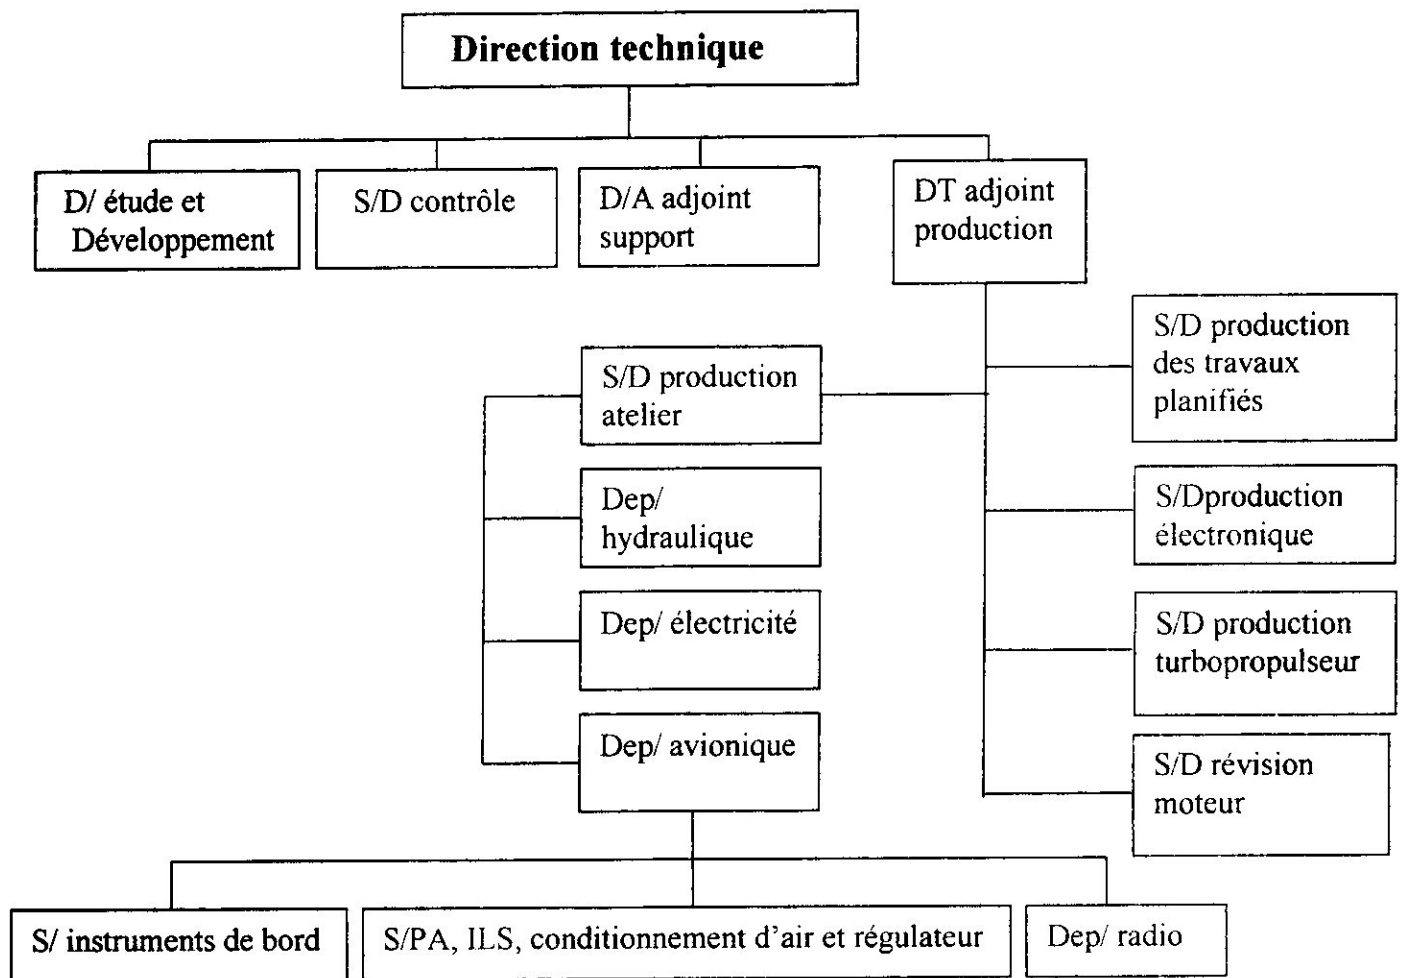 Direction technique
D/ étude et
Développement
S/D contrôle
D/A adjoint
support
DT adjoint
production
S/D production
des travaux
planifiés
S/D production
atelier
Dep/
hydraulique
S/Dproduction
électronique
Dep/ électricité
S/D production
turbopropulseur
Dep/ avionique
S/D révision
moteur
S/ instruments de bord
S/PA, ILS, conditionnement d'air et régulateur
Dep/ radio